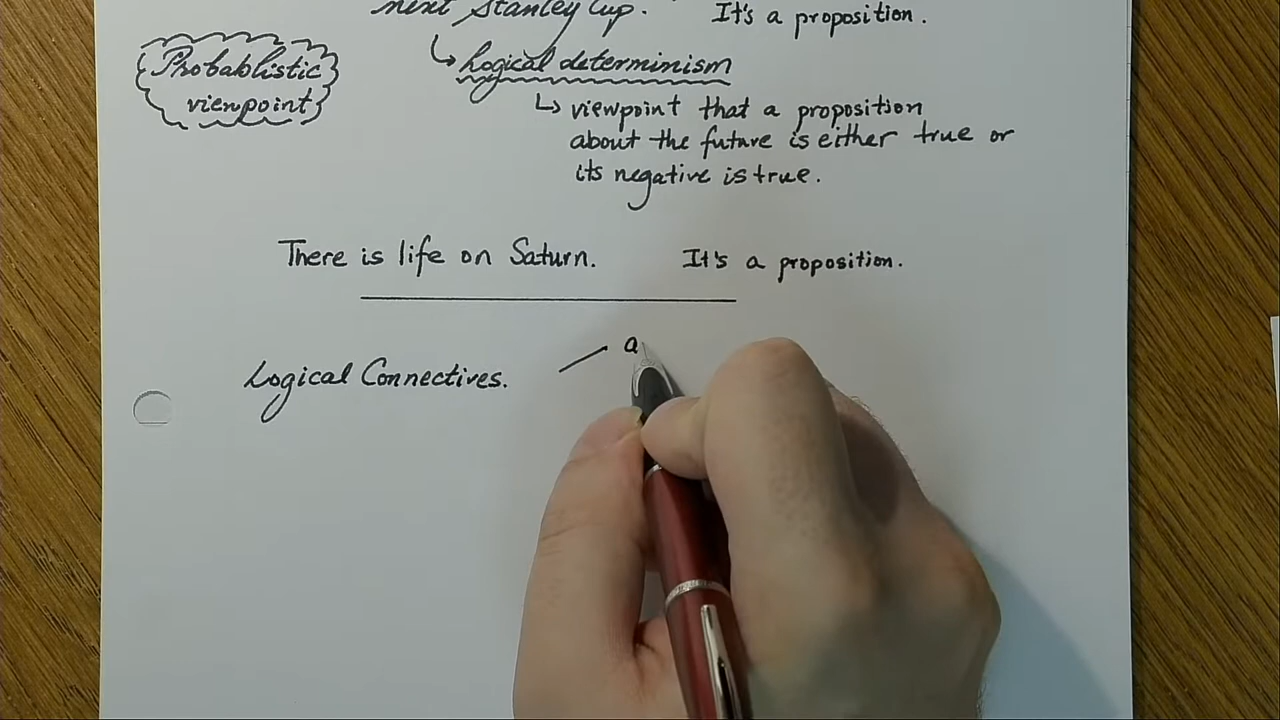 next Stanley Cup. It's a proposition.
↳ Logical determinism
Probablistic
viewpoint
↳ viewpoint that a proposition
about the future is either true or
its negative is true.
There is life on Saturn. It's a proposition.
Logical Connectives. a